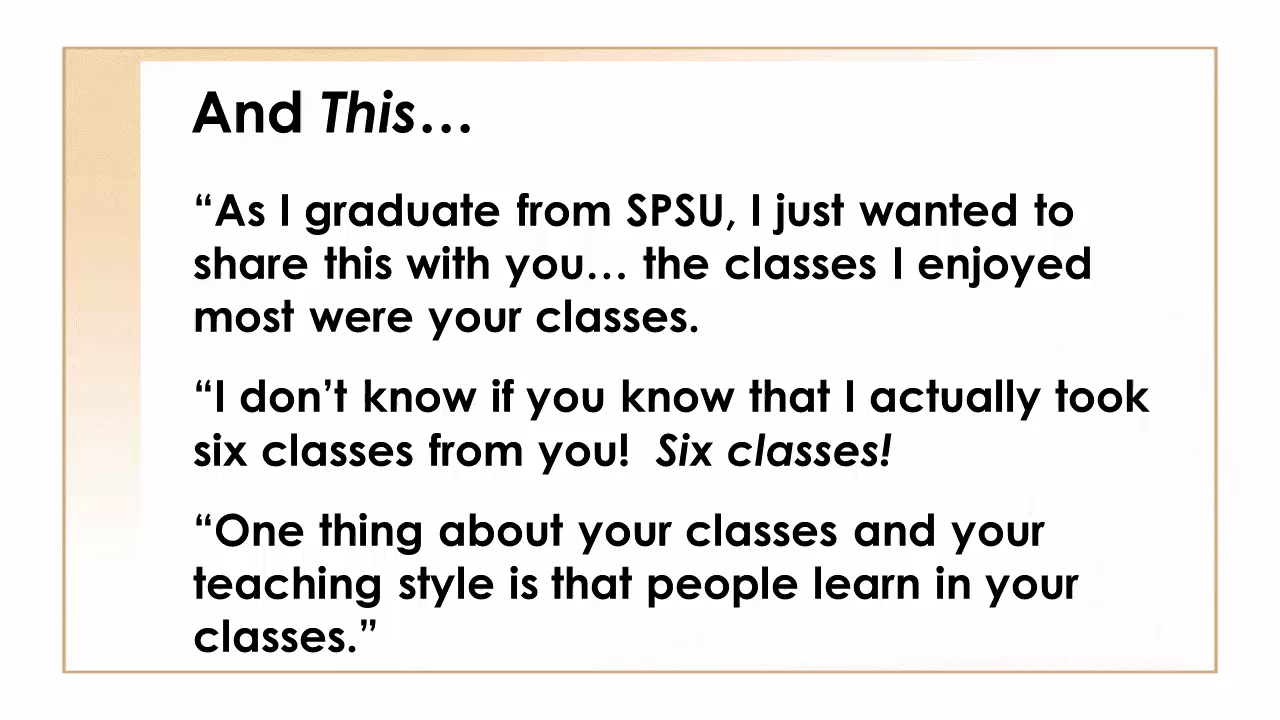 And This…
“As I graduate from SPSU, I just wanted to
share this with you… the classes I enjoyed
most were your classes.
“I don’t know if you know that I actually took
six classes from you!  Six classes!
“One thing about your classes and your
teaching style is that people learn in your
classes.”